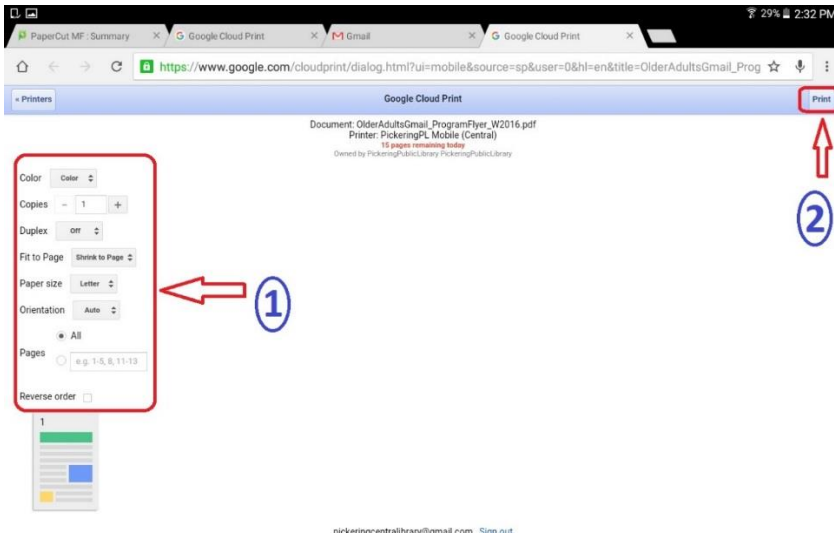 29% 2:32 PM
PaperCut MF : Summary × G Google Cloud Print × M Gmail × G Google Cloud Print ×
https://www.google.com/cloudprint/dialog.html?ui=mobile&source=sp&user=0&hl=en&title=OlderAdultsGmail_Prog
« Printers Google Cloud Print Print
Document: OlderAdultsGmail_ProgramFlyer_W2016.pdf
Printer: PickeringPL Mobile (Central)
15 pages remaining today
Owned by PickeringPublicLibrary PickeringPublicLibrary
Color Color
Copies - 1 +
Duplex Off
Fit to Page Shrink to Page
Paper size Letter
Orientation Auto
All
Pages e.g. 1-5, 8, 11-13
Reverse order
1
1
2
pickeringcentrallibrary@gmail.com Sign out